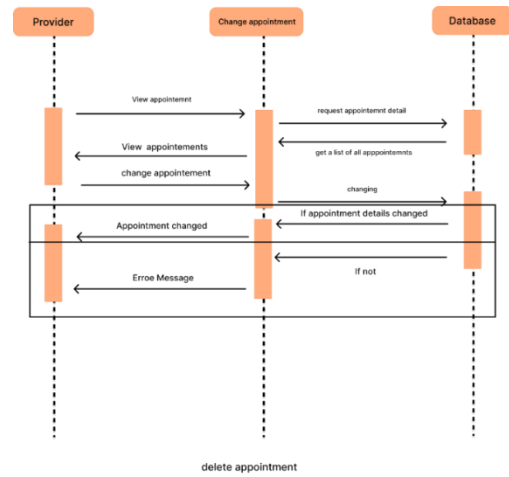 Provider
Change appointment
Database
View appointemnt
request appointemnt detail
View appointements
get a list of all apppointemnts
change appointement
changing
If appointment details changed
Appointment changed
If not
Erroe Message
delete appointment